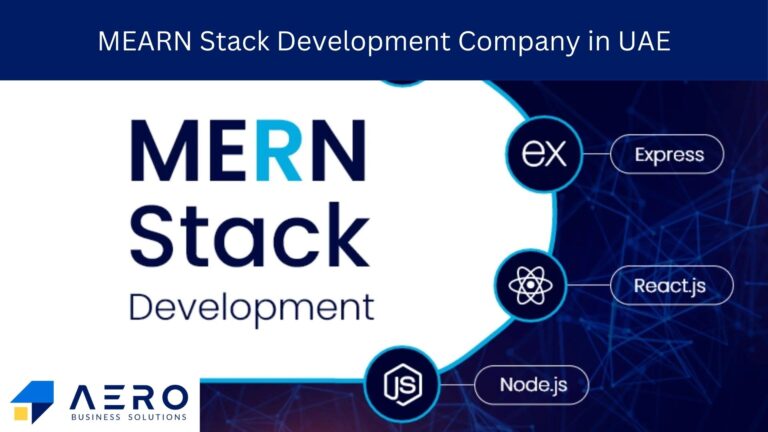 MEARN Stack Development Company in UAE
MERN
Stack
Development
ex
Express
React.js
JS
Node.js
AERO
BUSINESS SOLUTIONS